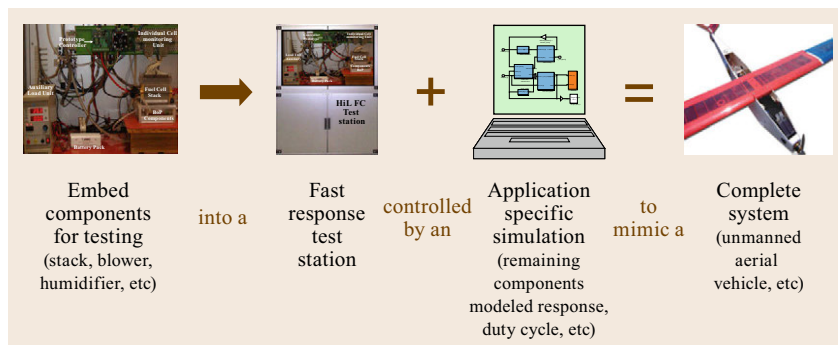 Prototype
Controller
Individual Cell
monitoring
Unit
Auxiliary
Load Unit
Fuel Cell
Stack
BoP
Components
Battery Pack
HiL FC
Test
station
+
=
Embed
components
for testing
(stack, blower,
humidifier, etc)
into a
Fast
response
test
station
controlled
by an
Application
specific
simulation
(remaining
components
modeled response,
duty cycle, etc)
to
mimic a
Complete
system
(unmanned
aerial
vehicle, etc)